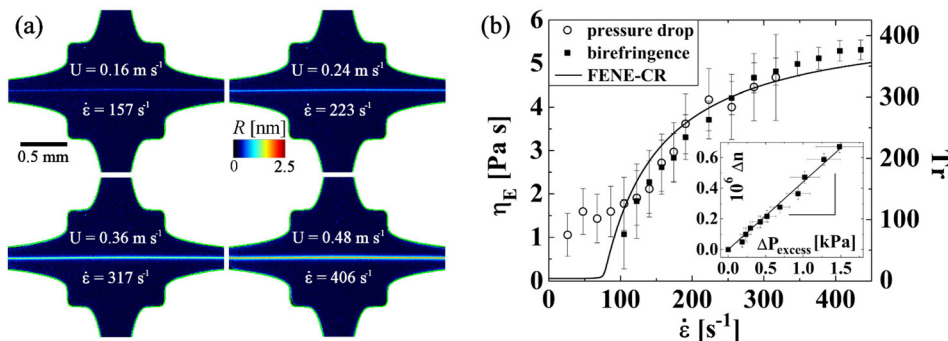 (a)
U = 0.16 m s⁻¹
ε̇ = 157 s⁻¹
U = 0.24 m s⁻¹
ε̇ = 223 s⁻¹
0.5 mm
R [nm]
0 2.5
U = 0.36 m s⁻¹
ε̇ = 317 s⁻¹
U = 0.48 m s⁻¹
ε̇ = 406 s⁻¹
(b)
pressure drop
birefringence
FENE-CR
η_E [Pa s]
6
5
4
3
2
1
0
0 100 200 300 400
ε̇ [s⁻¹]
400
300
200
100
0
Tr
10⁶ Δn
0.6
0.4
0.2
0.0
0.0 0.5 1.0 1.5
ΔP_excess [kPa]